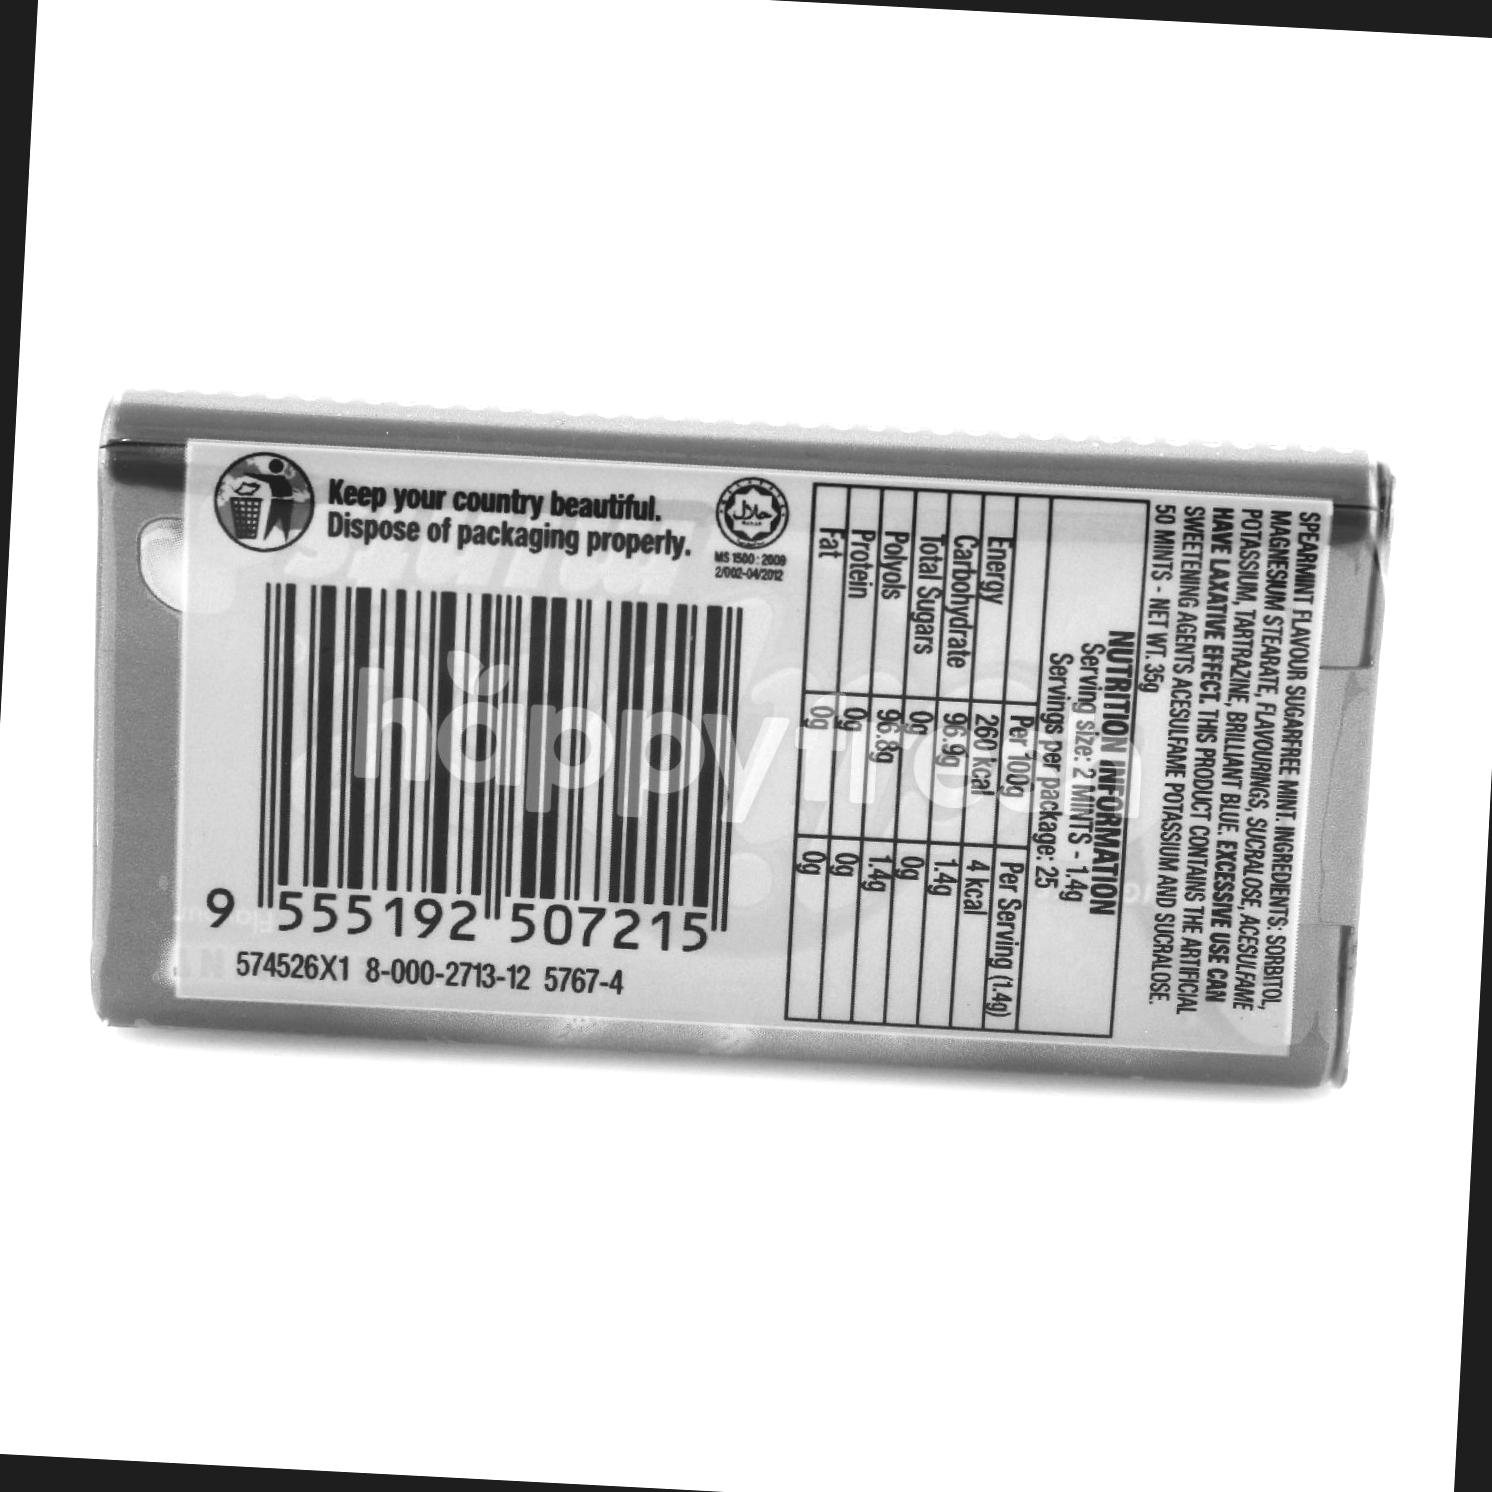 Keep your country beautiful.
Dispose of packaging properly.
حلال
MS 1500 : 2009
2/002-04/2012
9 555192 507215
574526X1 8-000-2713-12 5767-4
SPEARMINT FLAVOUR SUGARFREE MINT. INGREDIENTS: SORBITOL,
MAGNESIUM STEARATE, FLAVOURINGS, SUCRALOSE, ACESULFAME
POTASSIUM, TARTRAZINE, BRILLIANT BLUE. EXCESSIVE USE CAN
HAVE LAXATIVE EFFECT. THIS PRODUCT CONTAINS THE ARTIFICIAL
SWEETENING AGENTS ACESULFAME POTASSIUM AND SUCRALOSE.
50 MINTS - NET WT. 35g
NUTRITION INFORMATION
Serving size: 2 MINTS - 1.4g
Servings per package: 25
Per 100g Per Serving (1.4g)
Energy 260 kcal 4 kcal
Carbohydrate 96.9g 1.4g
Total Sugars 0g 0g
Polyols 96.8g 1.4g
Protein 0g 0g
Fat 0g 0g
happyfresh